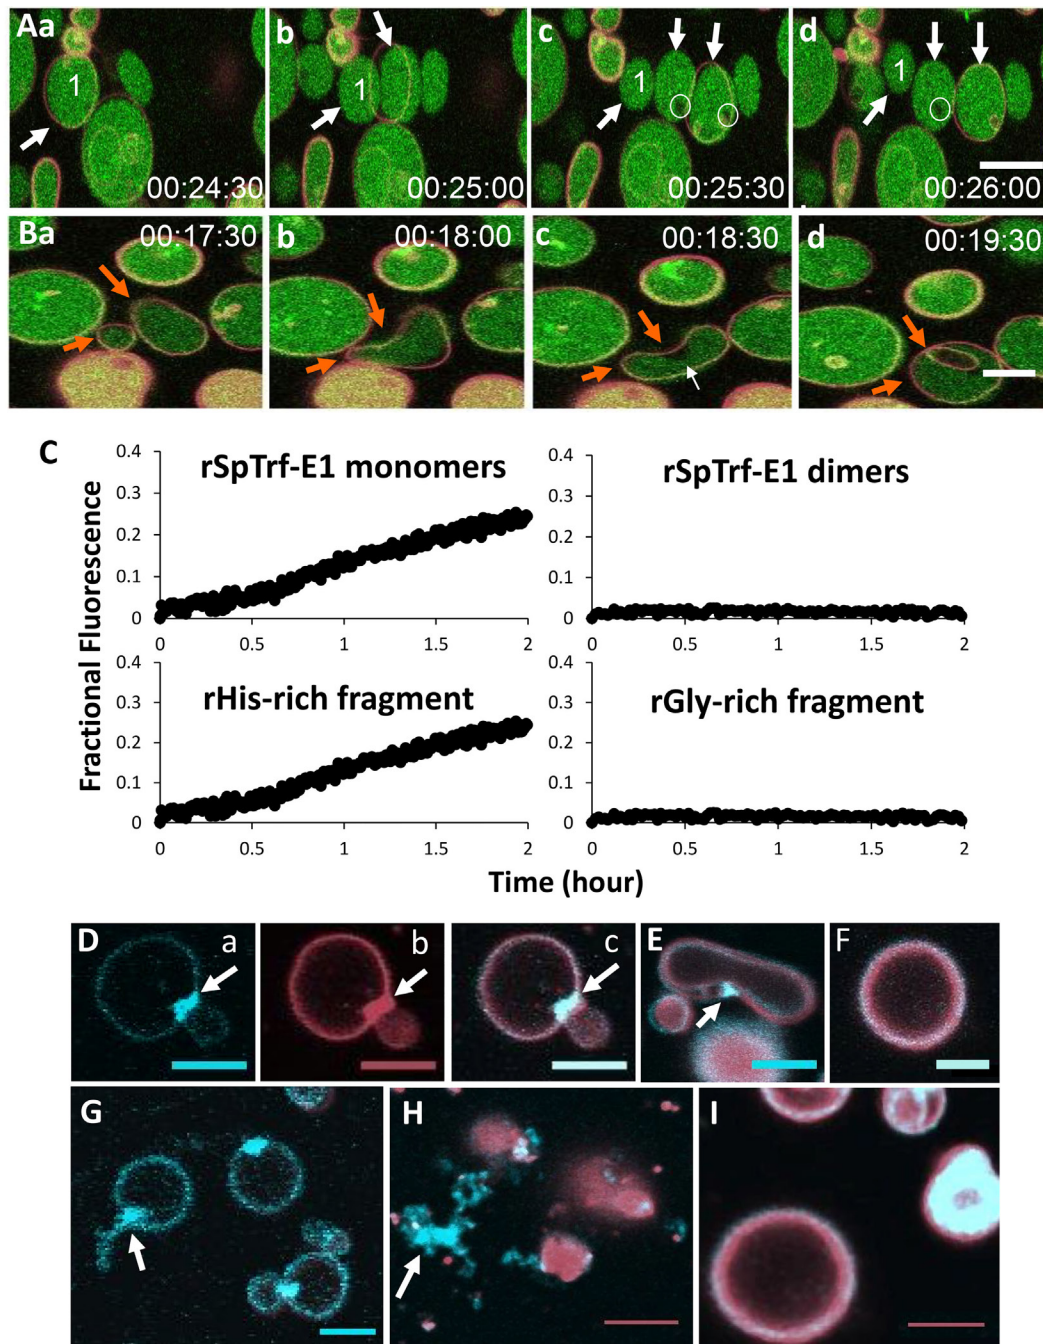 Aa b c d
1 1 1 1
00:24:30 00:25:00 00:25:30 00:26:00
Ba b c d
00:17:30 00:18:00 00:18:30 00:19:30
C
Fractional Fluorescence
rSpTrf-E1 monomers
0.4
0.3
0.2
0.1
0
0 0.5 1 1.5 2
rSpTrf-E1 dimers
0.4
0.3
0.2
0.1
0
0 0.5 1 1.5 2
rHis-rich fragment
0.4
0.3
0.2
0.1
0
0 0.5 1 1.5 2
rGly-rich fragment
0.4
0.3
0.2
0.1
0
0 0.5 1 1.5 2
Time (hour)
D a b c E F
G H I